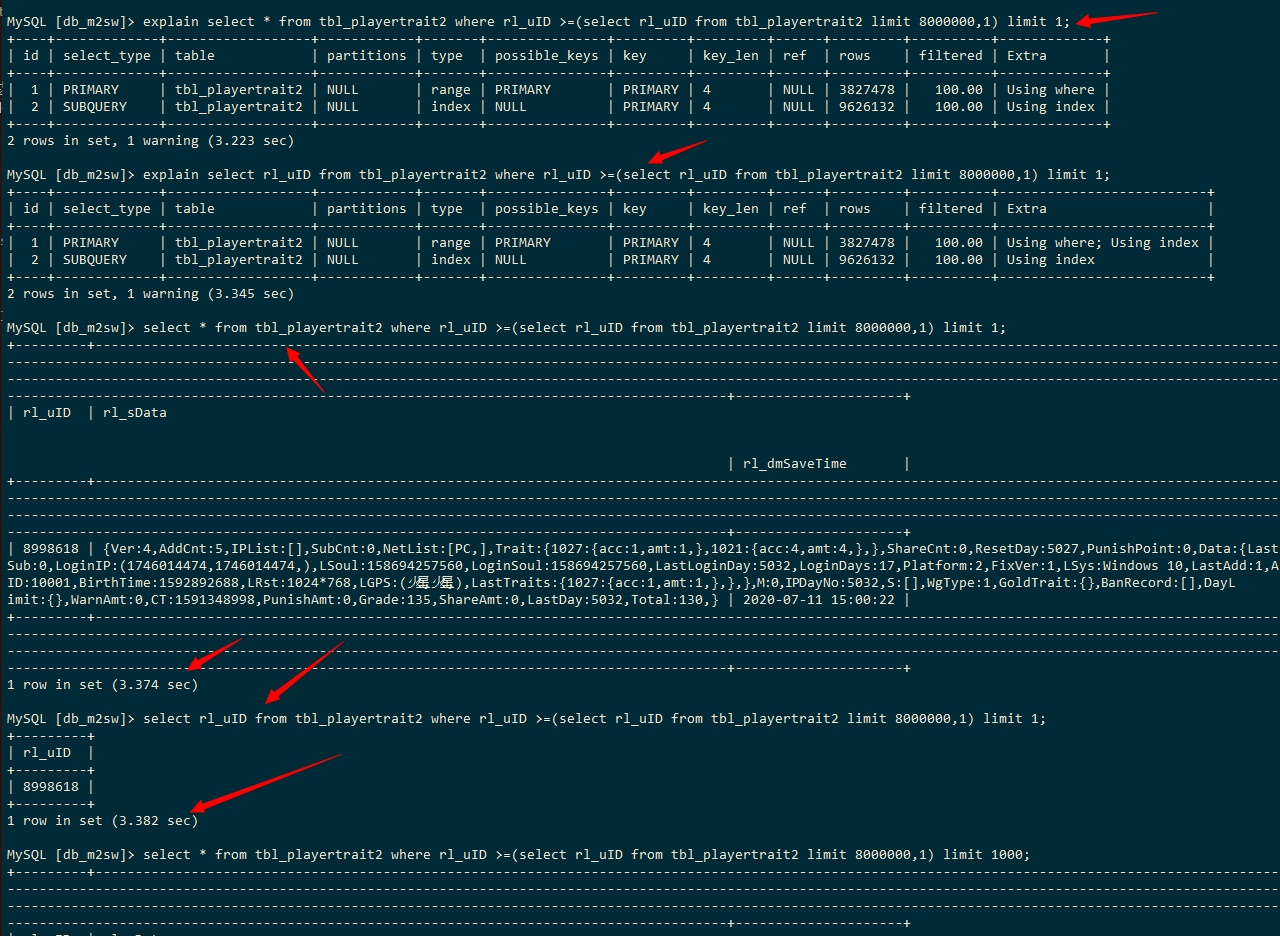 MySQL [db_m2sw]> explain select * from tbl_playertrait2 where rl_uID >=(select rl_uID from tbl_playertrait2 limit 8000000,1) limit 1;
| id | select_type | table | partitions | type | possible_keys | key | key_len | ref | rows | filtered | Extra |
| 1 | PRIMARY | tbl_playertrait2 | NULL | range | PRIMARY | PRIMARY | 4 | NULL | 3827478 | 100.00 | Using where |
| 2 | SUBQUERY | tbl_playertrait2 | NULL | index | NULL | PRIMARY | 4 | NULL | 9626132 | 100.00 | Using index |
2 rows in set, 1 warning (3.223 sec)
MySQL [db_m2sw]> explain select rl_uID from tbl_playertrait2 where rl_uID >=(select rl_uID from tbl_playertrait2 limit 8000000,1) limit 1;
| id | select_type | table | partitions | type | possible_keys | key | key_len | ref | rows | filtered | Extra |
| 1 | PRIMARY | tbl_playertrait2 | NULL | range | PRIMARY | PRIMARY | 4 | NULL | 3827478 | 100.00 | Using where; Using index |
| 2 | SUBQUERY | tbl_playertrait2 | NULL | index | NULL | PRIMARY | 4 | NULL | 9626132 | 100.00 | Using index |
2 rows in set, 1 warning (3.345 sec)
MySQL [db_m2sw]> select * from tbl_playertrait2 where rl_uID >=(select rl_uID from tbl_playertrait2 limit 8000000,1) limit 1;
| rl_uID | rl_sData
| rl_dmSaveTime |
| 8998618 | {Ver:4,AddCnt:5,IPList:[],SubCnt:0,NetList:[PC,],Trait:{1027:{acc:1,amt:1,},1021:{acc:4,amt:4,},},ShareCnt:0,ResetDay:5027,PunishPoint:0,Data:{Last
Sub:0,LoginIP:(1746014474,1746014474,),LSoul:158694257560,LoginSoul:158694257560,LastLoginDay:5032,LoginDays:17,Platform:2,FixVer:1,LSys:Windows 10,LastAdd:1,A
ID:10001,BirthTime:1592892688,LRst:1024*768,LGPS:(,),LastTraits:{1027:{acc:1,amt:1,},},},M:0,IPDayNo:5032,S:[],WgType:1,GoldTrait:{},BanRecord:[],DayL
imit:{},WarnAmt:0,CT:1591348998,PunishAmt:0,Grade:135,ShareAmt:0,LastDay:5032,Total:130,} | 2020-07-11 15:00:22 |
1 row in set (3.374 sec)
MySQL [db_m2sw]> select rl_uID from tbl_playertrait2 where rl_uID >=(select rl_uID from tbl_playertrait2 limit 8000000,1) limit 1;
| rl_uID |
| 8998618 |
1 row in set (3.382 sec)
MySQL [db_m2sw]> select * from tbl_playertrait2 where rl_uID >=(select rl_uID from tbl_playertrait2 limit 8000000,1) limit 1000;